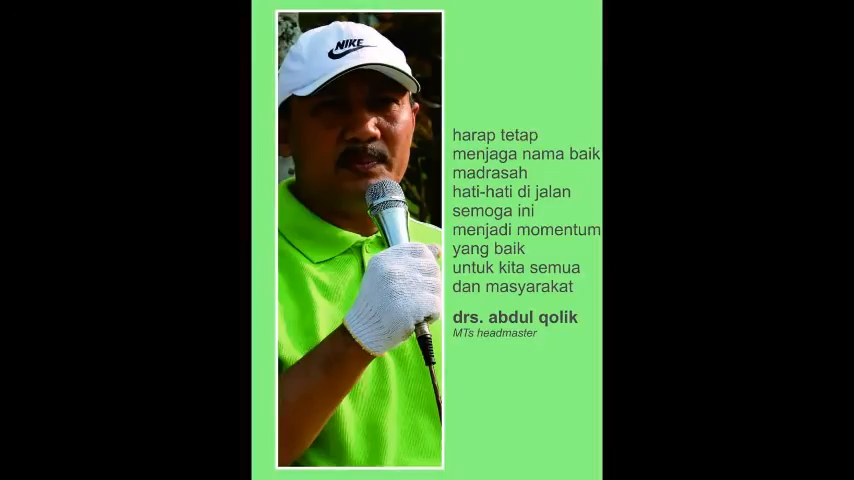 NIKE
harap tetap
menjaga nama baik
madrasah
hati-hati di jalan
semoga ini
menjadi momentum
yang baik
untuk kita semua
dan masyarakat
drs. abdul qolik
MTs headmaster